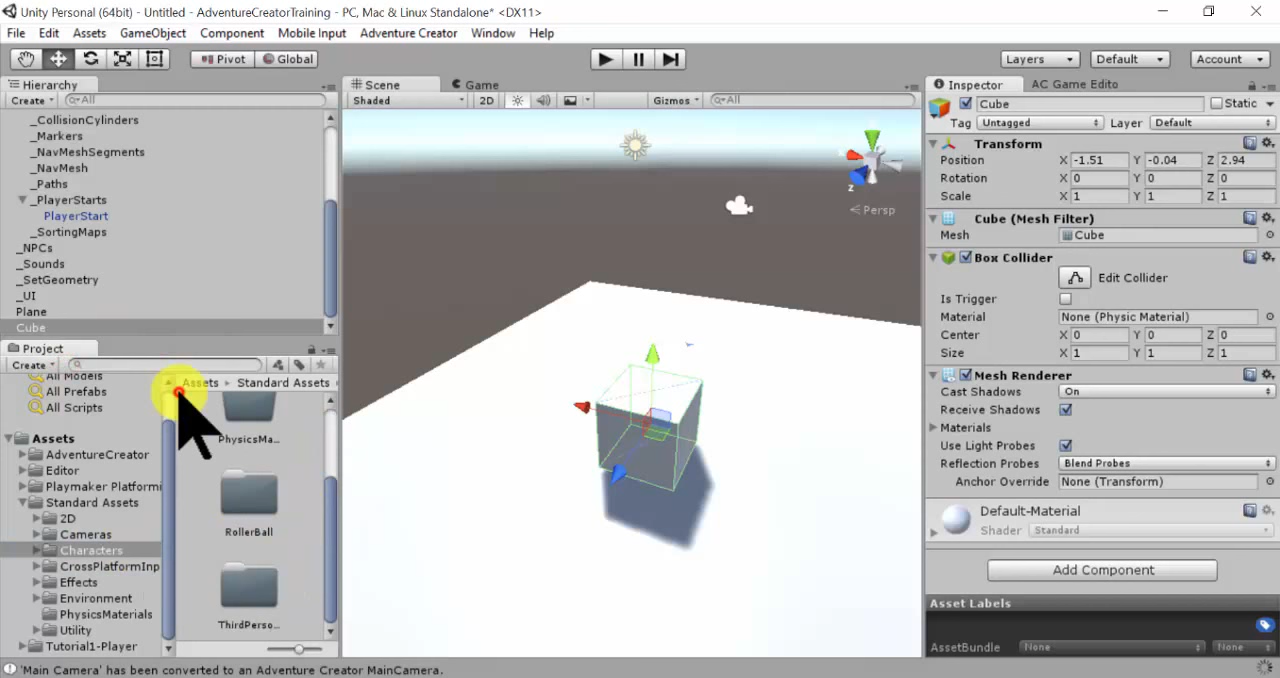 Unity Personal (64bit) - Untitled - AdventureCreatorTraining - PC, Mac & Linux Standalone* <DX11>
File Edit Assets GameObject Component Mobile Input Adventure Creator Window Help
Pivot Global Layers Default Account
Hierarchy
Create All
_CollisionCylinders
_Markers
_NavMeshSegments
_NavMesh
_Paths
_PlayerStarts
PlayerStart
_SortingMaps
_NPCs
_Sounds
_SetGeometry
_UI
Plane
Cube
Project
Create
All Models
All Prefabs
All Scripts
Assets
AdventureCreator
Editor
Playmaker Platformi
Standard Assets
2D
Cameras
Characters
CrossPlatformInp
Effects
Environment
PhysicsMaterials
Utility
Tutorial1-Player
Assets Standard Assets
PhysicsMa...
RollerBall
ThirdPerso...
Scene Game
Shaded 2D Gizmos All
z
Persp
Inspector AC Game Edito
Cube Static
Tag Untagged Layer Default
Transform
Position X -1.51 Y -0.04 Z 2.94
Rotation X 0 Y 0 Z 0
Scale X 1 Y 1 Z 1
Cube (Mesh Filter)
Mesh Cube
Box Collider
Edit Collider
Is Trigger
Material None (Physic Material)
Center X 0 Y 0 Z 0
Size X 1 Y 1 Z 1
Mesh Renderer
Cast Shadows On
Receive Shadows
Materials
Use Light Probes
Reflection Probes Blend Probes
Anchor Override None (Transform)
Default-Material
Shader Standard
Add Component
Asset Labels
AssetBundle None None
'Main Camera' has been converted to an Adventure Creator MainCamera.